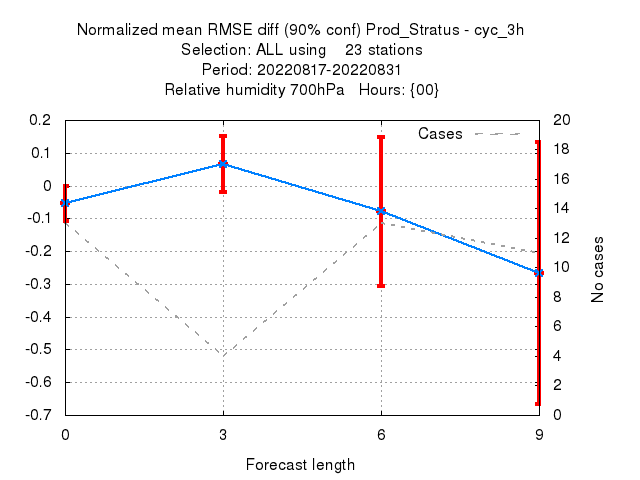 Normalized mean RMSE diff (90% conf) Prod_Stratus - cyc_3h
Selection: ALL using    23 stations
Period: 20220817-20220831
Relative humidity 700hPa   Hours: {00}
Cases
0.2
0.1
0
-0.1
-0.2
-0.3
-0.4
-0.5
-0.6
-0.7
20
18
16
14
12
10
8
6
4
2
0
No cases
0 3 6 9
Forecast length